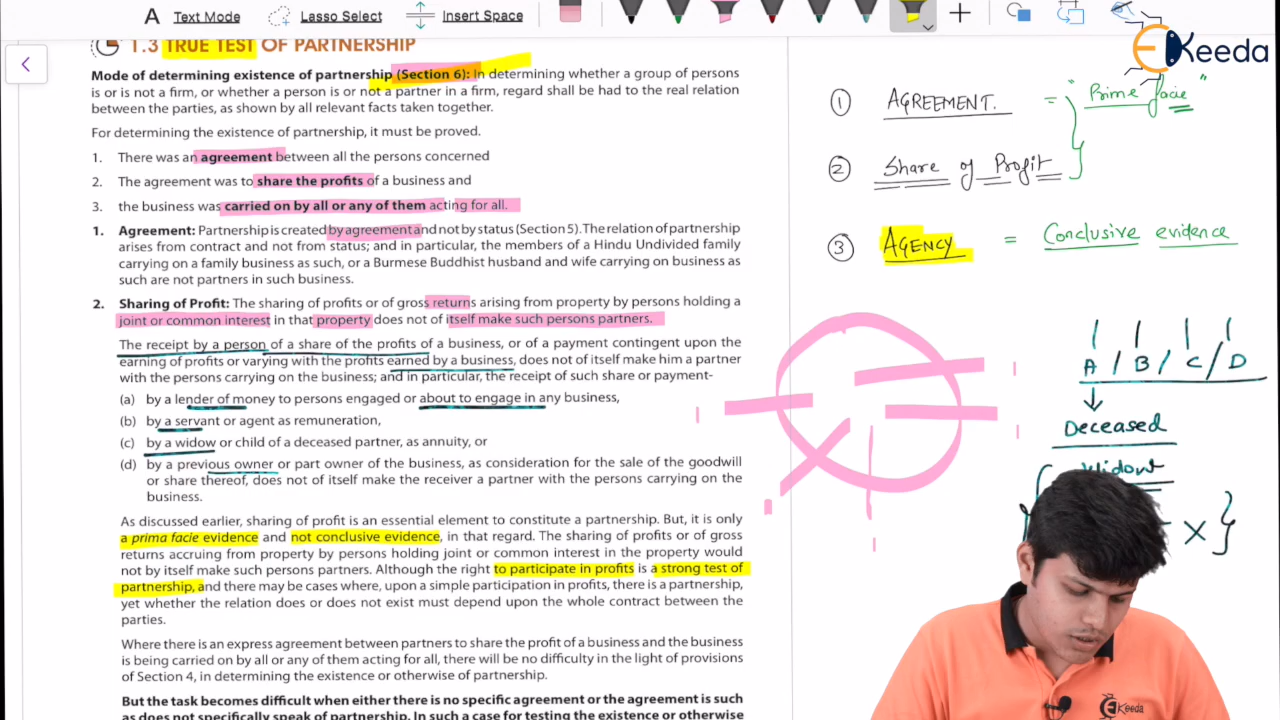 A Text Mode Lasso Select Insert Space
1.3 TRUE TEST OF PARTNERSHIP
Mode of determining existence of partnership (Section 6): In determining whether a group of persons
is or is not a firm, or whether a person is or not a partner in a firm, regard shall be had to the real relation
between the parties, as shown by all relevant facts taken together.
For determining the existence of partnership, it must be proved.
1. There was an agreement between all the persons concerned
2. The agreement was to share the profits of a business and
3. the business was carried on by all or any of them acting for all.
1. Agreement: Partnership is created by agreement and not by status (Section 5). The relation of partnership
arises from contract and not from status; and in particular, the members of a Hindu Undivided family
carrying on a family business as such, or a Burmese Buddhist husband and wife carrying on business as
such are not partners in such business.
2. Sharing of Profit: The sharing of profits or of gross returns arising from property by persons holding a
joint or common interest in that property does not of itself make such persons partners.
The receipt by a person of a share of the profits of a business, or of a payment contingent upon the
earning of profits or varying with the profits earned by a business, does not of itself make him a partner
with the persons carrying on the business; and in particular, the receipt of such share or payment-
(a) by a lender of money to persons engaged or about to engage in any business,
(b) by a servant or agent as remuneration,
(c) by a widow or child of a deceased partner, as annuity, or
(d) by a previous owner or part owner of the business, as consideration for the sale of the goodwill
or share thereof, does not of itself make the receiver a partner with the persons carrying on the
business.
As discussed earlier, sharing of profit is an essential element to constitute a partnership. But, it is only
a prima facie evidence and not conclusive evidence, in that regard. The sharing of profits or of gross
returns accruing from property by persons holding joint or common interest in the property would
not by itself make such persons partners. Although the right to participate in profits is a strong test of
partnership, and there may be cases where, upon a simple participation in profits, there is a partnership,
yet whether the relation does or does not exist must depend upon the whole contract between the
parties.
Where there is an express agreement between partners to share the profit of a business and the business
is being carried on by all or any of them acting for all, there will be no difficulty in the light of provisions
of Section 4, in determining the existence or otherwise of partnership.
But the task becomes difficult when either there is no specific agreement or the agreement is such
as does not specifically speak of partnership. In such a case for testing the existence or otherwise
EKeeda
① AGREEMENT. = "Prime facie"
② Share of Profit
③ AGENCY = Conclusive evidence
A / B / C / D
Deceased
Widow
X
EKeeda